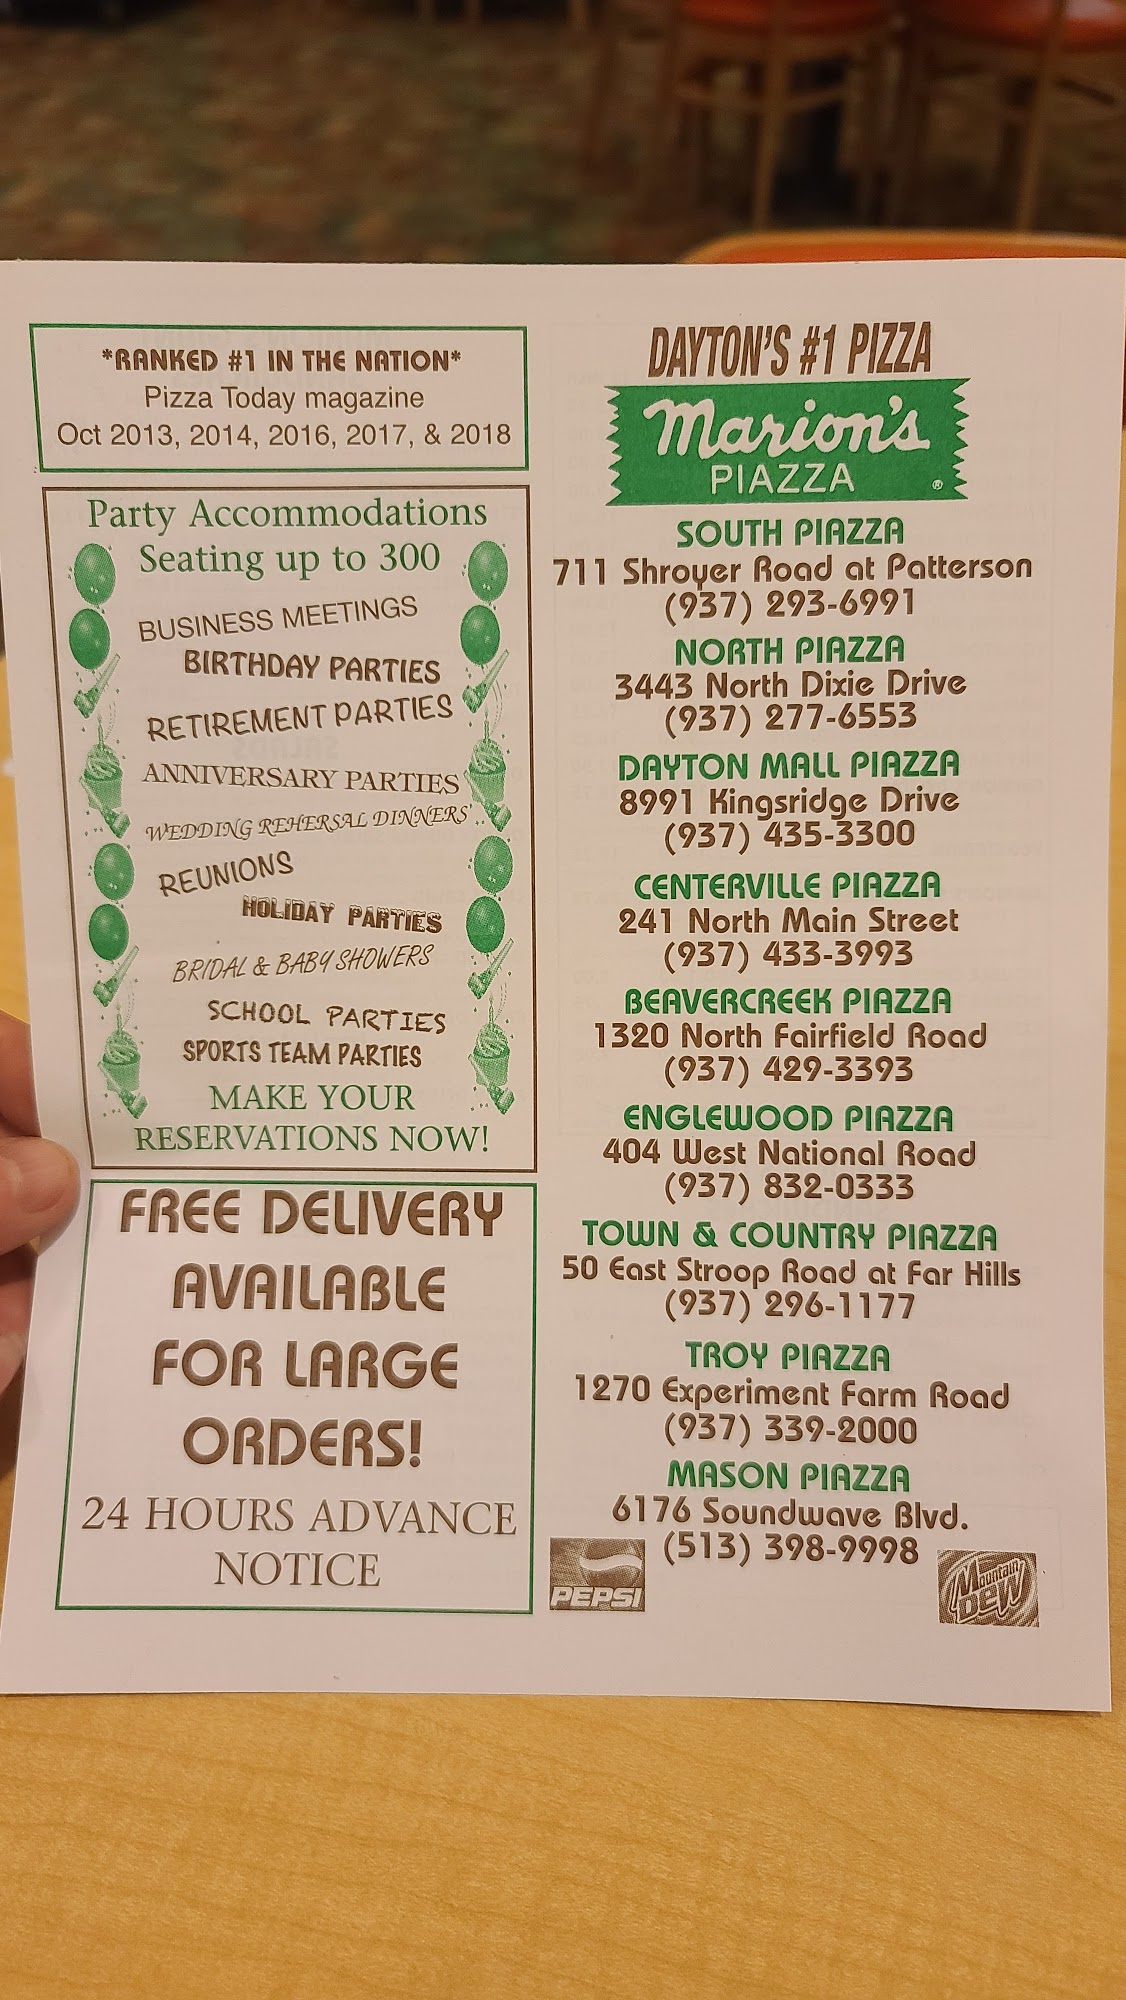 *RANKED #1 IN THE NATION*
Pizza Today magazine
Oct 2013, 2014, 2016, 2017, & 2018
Party Accommodations
Seating up to 300
BUSINESS MEETINGS
BIRTHDAY PARTIES
RETIREMENT PARTIES
ANNIVERSARY PARTIES
WEDDING REHERSAL DINNERS'
REUNIONS
HOLIDAY PARTIES
BRIDAL & BABY SHOWERS
SCHOOL PARTIES
SPORTS TEAM PARTIES
MAKE YOUR
RESERVATIONS NOW!
FREE DELIVERY
AVAILABLE
FOR LARGE
ORDERS!
24 HOURS ADVANCE
NOTICE
DAYTON'S #1 PIZZA
Marion's
PIAZZA ®
SOUTH PIAZZA
711 Shroyer Road at Patterson
(937) 293-6991
NORTH PIAZZA
3443 North Dixie Drive
(937) 277-6553
DAYTON MALL PIAZZA
8991 Kingsridge Drive
(937) 435-3300
CENTERVILLE PIAZZA
241 North Main Street
(937) 433-3993
BEAVERCREEK PIAZZA
1320 North Fairfield Road
(937) 429-3393
ENGLEWOOD PIAZZA
404 West National Road
(937) 832-0333
TOWN & COUNTRY PIAZZA
50 East Stroop Road at Far Hills
(937) 296-1177
TROY PIAZZA
1270 Experiment Farm Road
(937) 339-2000
MASON PIAZZA
6176 Soundwave Blvd.
(513) 398-9998
PEPSI
Mountain
DEW